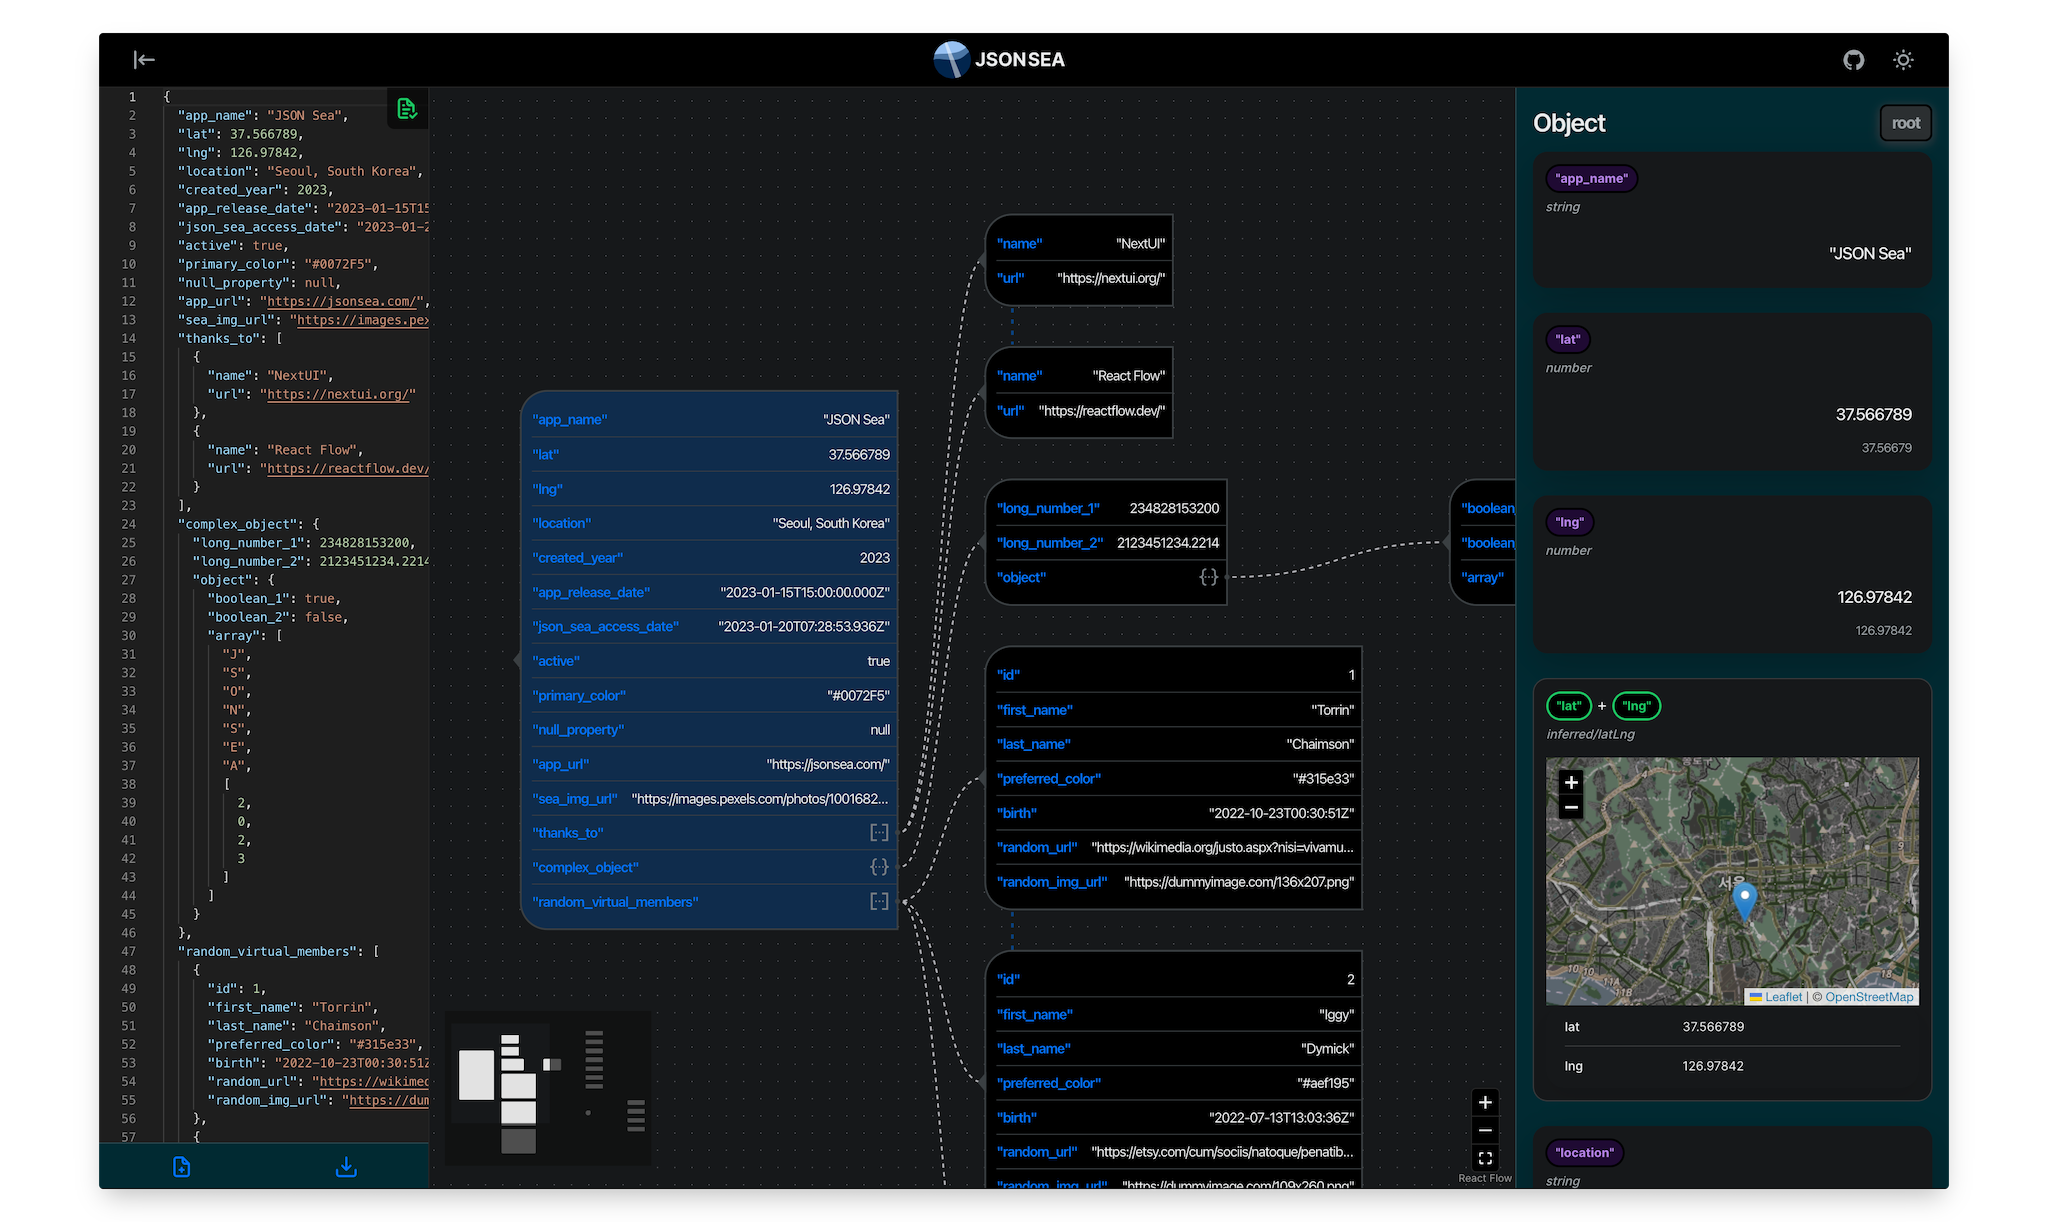 JSONSEA
1 {
2 "app_name": "JSON Sea",
3 "lat": 37.566789,
4 "lng": 126.97842,
5 "location": "Seoul, South Korea",
6 "created_year": 2023,
7 "app_release_date": "2023-01-15T15
8 "json_sea_access_date": "2023-01-2
9 "active": true,
10 "primary_color": "#0072F5",
11 "null_property": null,
12 "app_url": "https://jsonsea.com/",
13 "sea_img_url": "https://images.pex
14 "thanks_to": [
15 {
16 "name": "NextUI",
17 "url": "https://nextui.org/"
18 },
19 {
20 "name": "React Flow",
21 "url": "https://reactflow.dev/
22 }
23 ],
24 "complex_object": {
25 "long_number_1": 234828153200,
26 "long_number_2": 2123451234.2214
27 "object": {
28 "boolean_1": true,
29 "boolean_2": false,
30 "array": [
31 "J",
32 "S",
33 "O",
34 "N",
35 "S",
36 "E",
37 "A",
38 [
39 2,
40 0,
41 2,
42 3
43 ]
44 ]
45 }
46 },
47 "random_virtual_members": [
48 {
49 "id": 1,
50 "first_name": "Torrin",
51 "last_name": "Chaimson",
52 "preferred_color": "#315e33",
53 "birth": "2022-10-23T00:30:51Z
54 "random_url": "https://wikimed
55 "random_img_url": "https://dum
56 },
57 {
"app_name" "JSON Sea"
"lat" 37.566789
"lng" 126.97842
"location" "Seoul, South Korea"
"created_year" 2023
"app_release_date" "2023-01-15T15:00:00.000Z"
"json_sea_access_date" "2023-01-20T07:28:53.936Z"
"active" true
"primary_color" "#0072F5"
"null_property" null
"app_url" "https://jsonsea.com/"
"sea_img_url" "https://images.pexels.com/photos/1001682...
"thanks_to" [...]
"complex_object" {}
"random_virtual_members" [...]
"name" "NextUI"
"url" "https://nextui.org/"
"name" "React Flow"
"url" "https://reactflow.dev/"
"long_number_1" 234828153200
"long_number_2" 2123451234.2214
"object" {}
"boolean_
"boolean_
"array"
"id" 1
"first_name" "Torrin"
"last_name" "Chaimson"
"preferred_color" "#315e33"
"birth" "2022-10-23T00:30:51Z"
"random_url" "https://wikimedia.org/justo.aspx?nisi=vivamu...
"random_img_url" "https://dummyimage.com/136x207.png"
"id" 2
"first_name" "Iggy"
"last_name" "Dymick"
"preferred_color" "#aef195"
"birth" "2022-07-13T13:03:36Z"
"random_url" "https://etsy.com/cum/sociis/natoque/penatib...
"random_img_url" "https://dummyimage.com/109x260.png"
+
−
React Flow
Object root
"app_name"
string
"JSON Sea"
"lat"
number
37.566789
37.56679
"lng"
number
126.97842
126.97842
"lat" + "lng"
inferred/latLng
+
−
서울
10 10
11A
11B
18
Leaflet | © OpenStreetMap
lat 37.566789
lng 126.97842
"location"
string